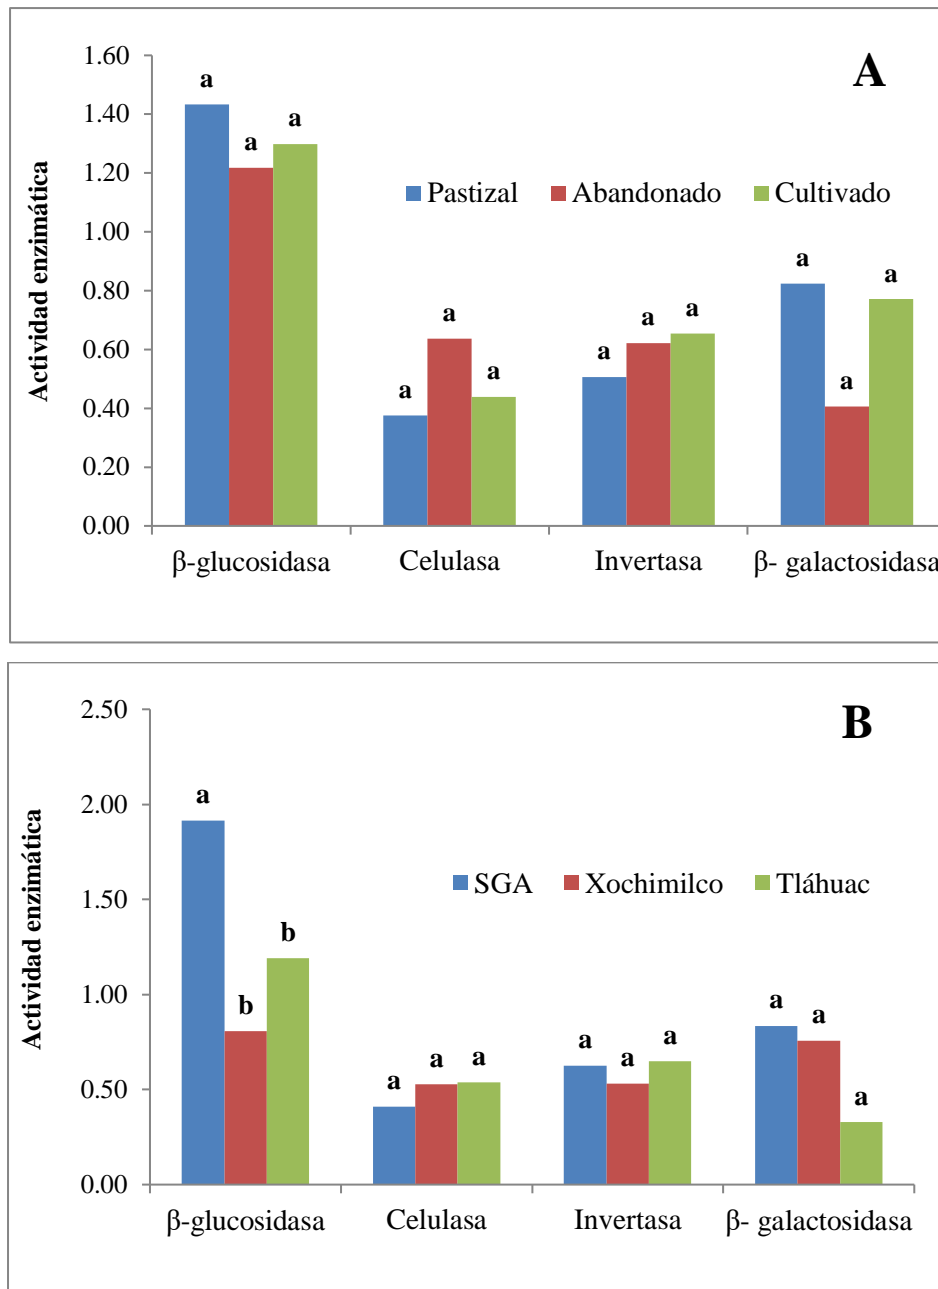 A
Actividad enzimática
1.60
1.40
1.20
1.00
0.80
0.60
0.40
0.20
0.00
a a a
a a a
a a a
a a a
Pastizal Abandonado Cultivado
β-glucosidasa Celulasa Invertasa β- galactosidasa
B
Actividad enzimática
2.50
2.00
1.50
1.00
0.50
0.00
a b b
a a a
a a a
a a a
SGA Xochimilco Tláhuac
β-glucosidasa Celulasa Invertasa β- galactosidasa